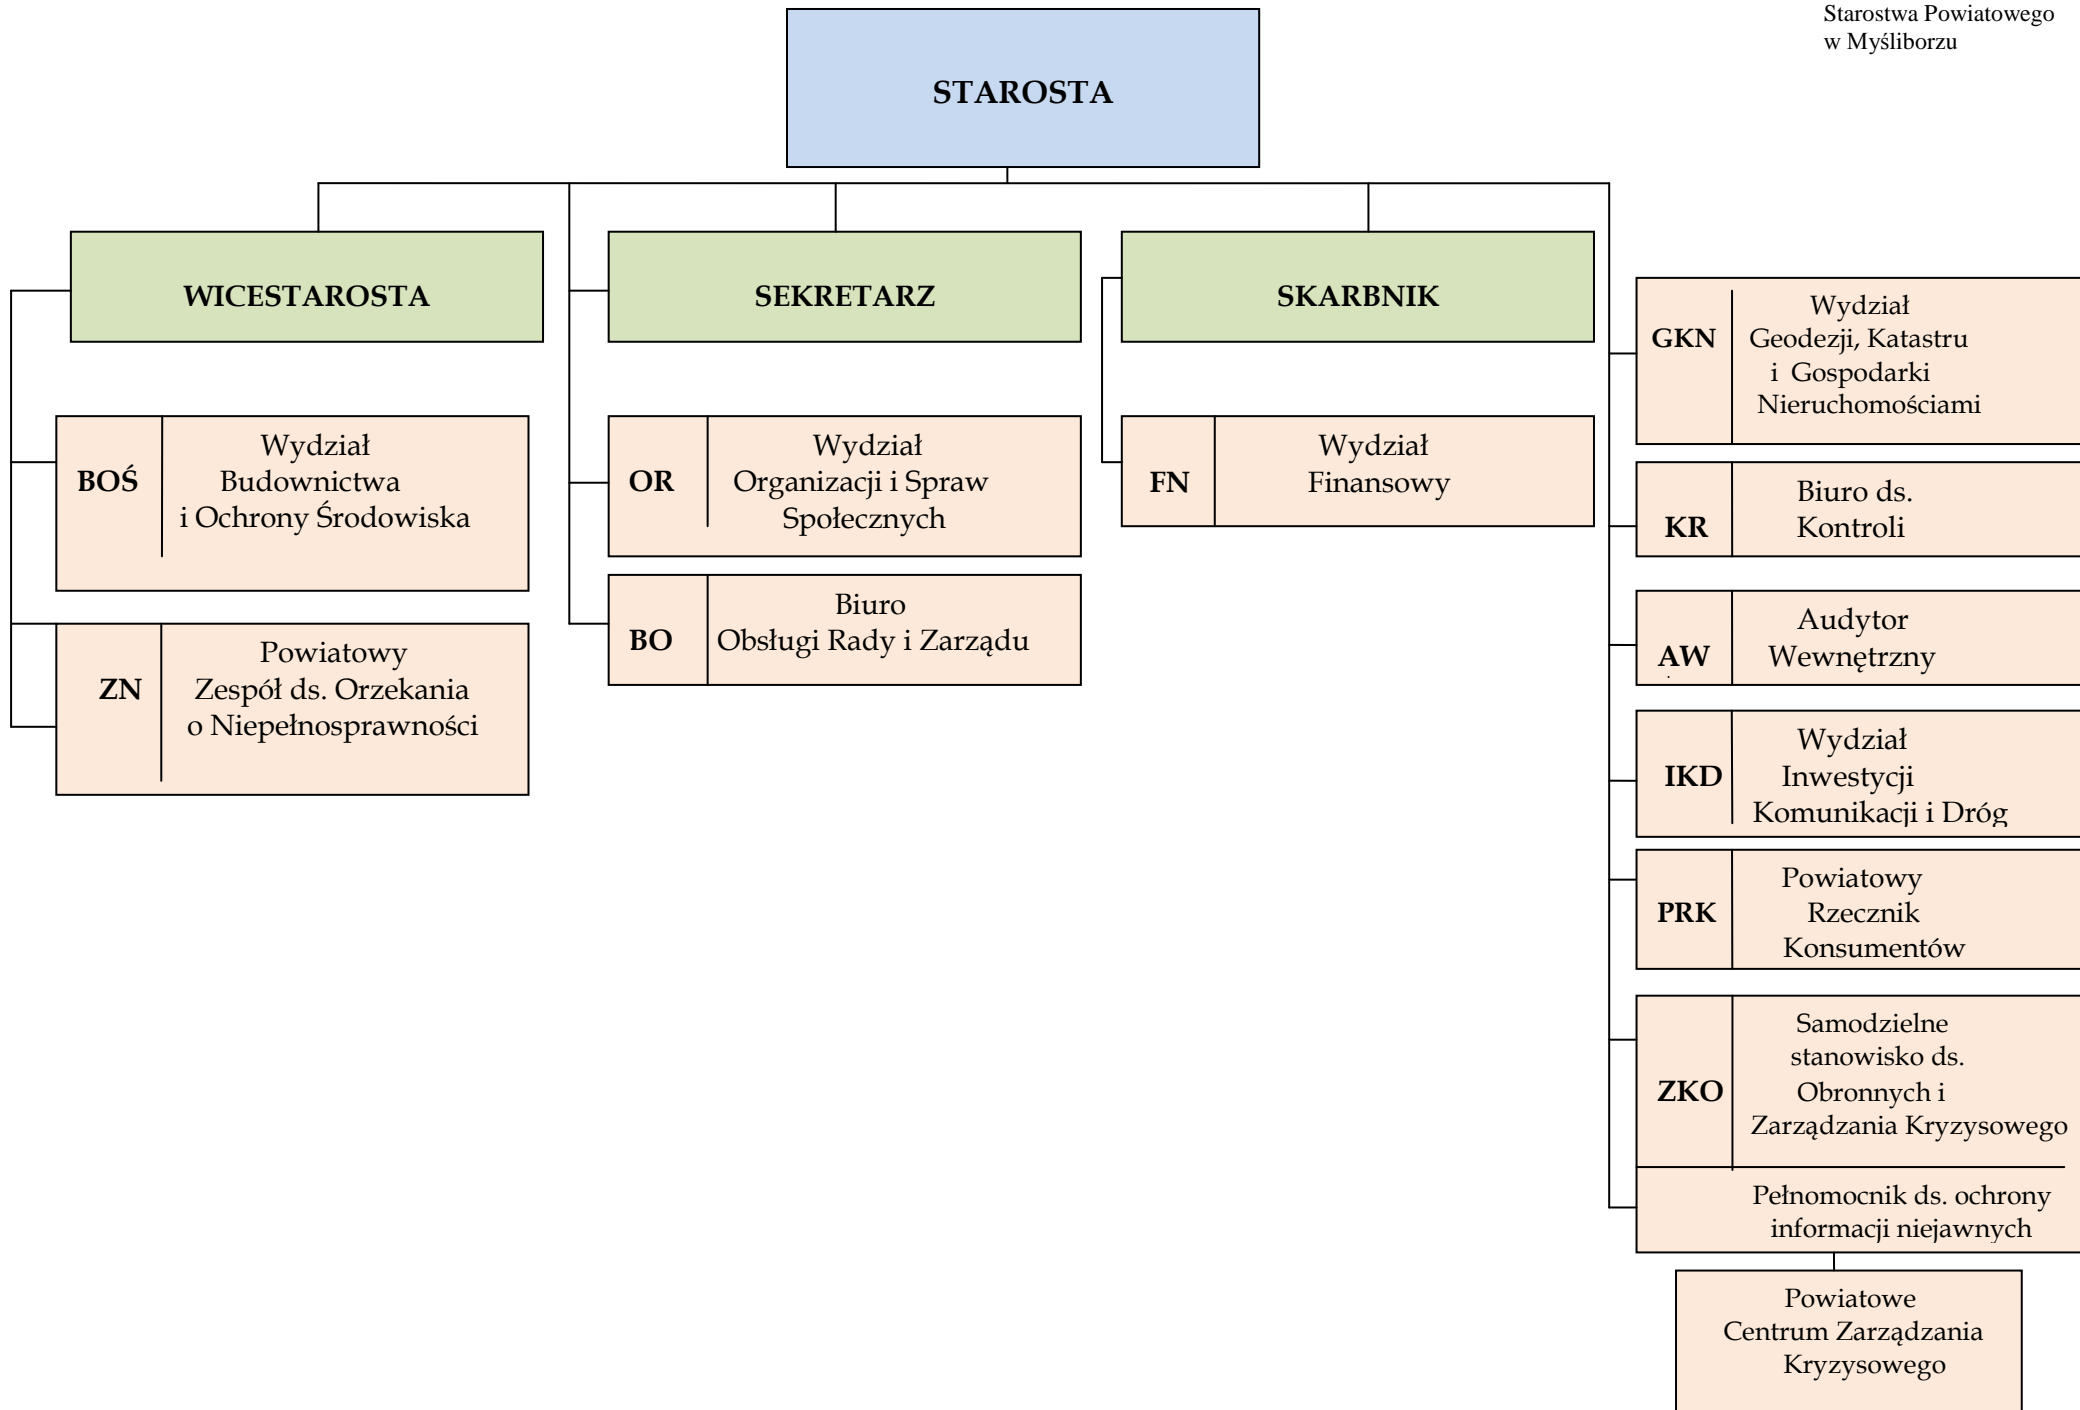 Starostwa Powiatowego
w Myśliborzu
STAROSTA
WICESTAROSTA
SEKRETARZ
SKARBNIK
BOŚ
Wydział
Budownictwa
i Ochrony Środowiska
ZN
Powiatowy
Zespół ds. Orzekania
o Niepełnosprawności
OR
Wydział
Organizacji i Spraw
Społecznych
BO
Biuro
Obsługi Rady i Zarządu
FN
Wydział
Finansowy
GKN
Wydział
Geodezji, Katastru
i Gospodarki
Nieruchomościami
KR
Biuro ds.
Kontroli
AW
Audytor
Wewnętrzny
IKD
Wydział
Inwestycji
Komunikacji i Dróg
PRK
Powiatowy
Rzecznik
Konsumentów
ZKO
Samodzielne
stanowisko ds.
Obronnych i
Zarządzania Kryzysowego
Pełnomocnik ds. ochrony
informacji niejawnych
Powiatowe
Centrum Zarządzania
Kryzysowego